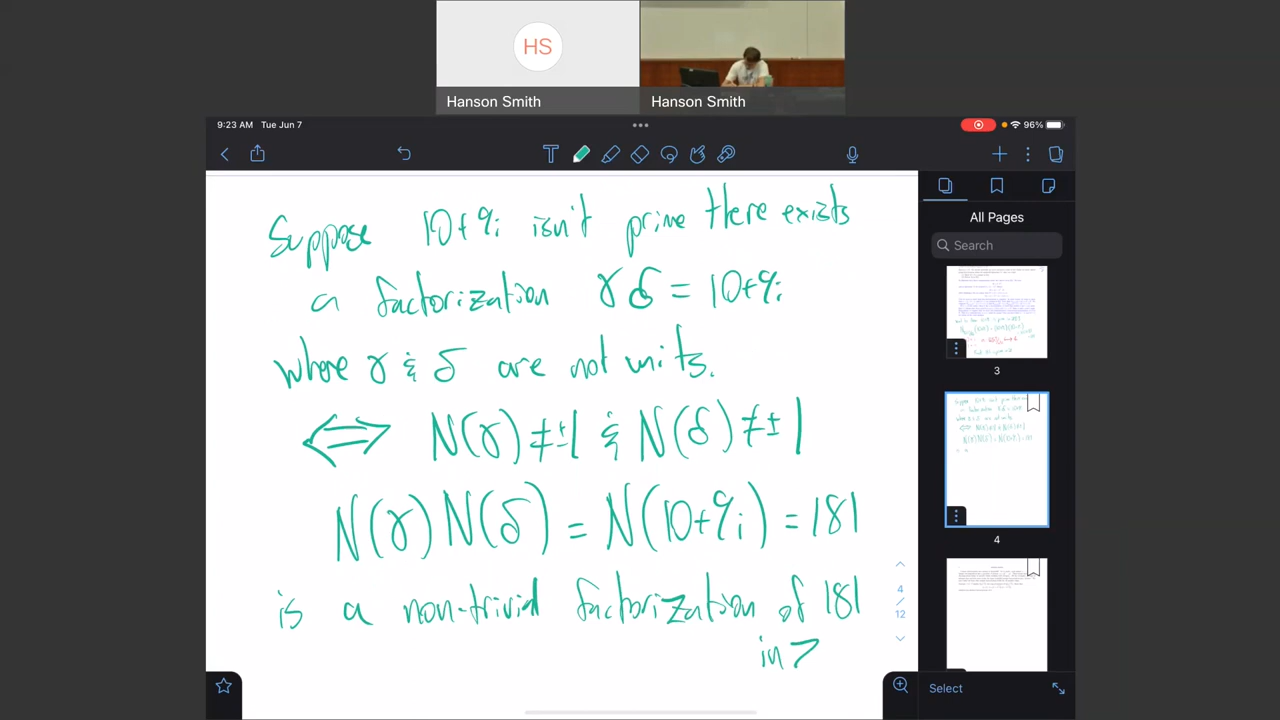 HS
Hanson Smith
Hanson Smith
9:23 AM Tue Jun 7
96%
Suppose 10+9i isn't prime there exists
a factorization γδ = 10+9i
where γ & δ are not units.
⟺ N(γ) ≠ ±1 & N(δ) ≠ ±1
N(γ)N(δ) = N(10+9i) = 181
is a non-trivial factorization of 181
in
4
/
12
All Pages
Search
3
4
Select